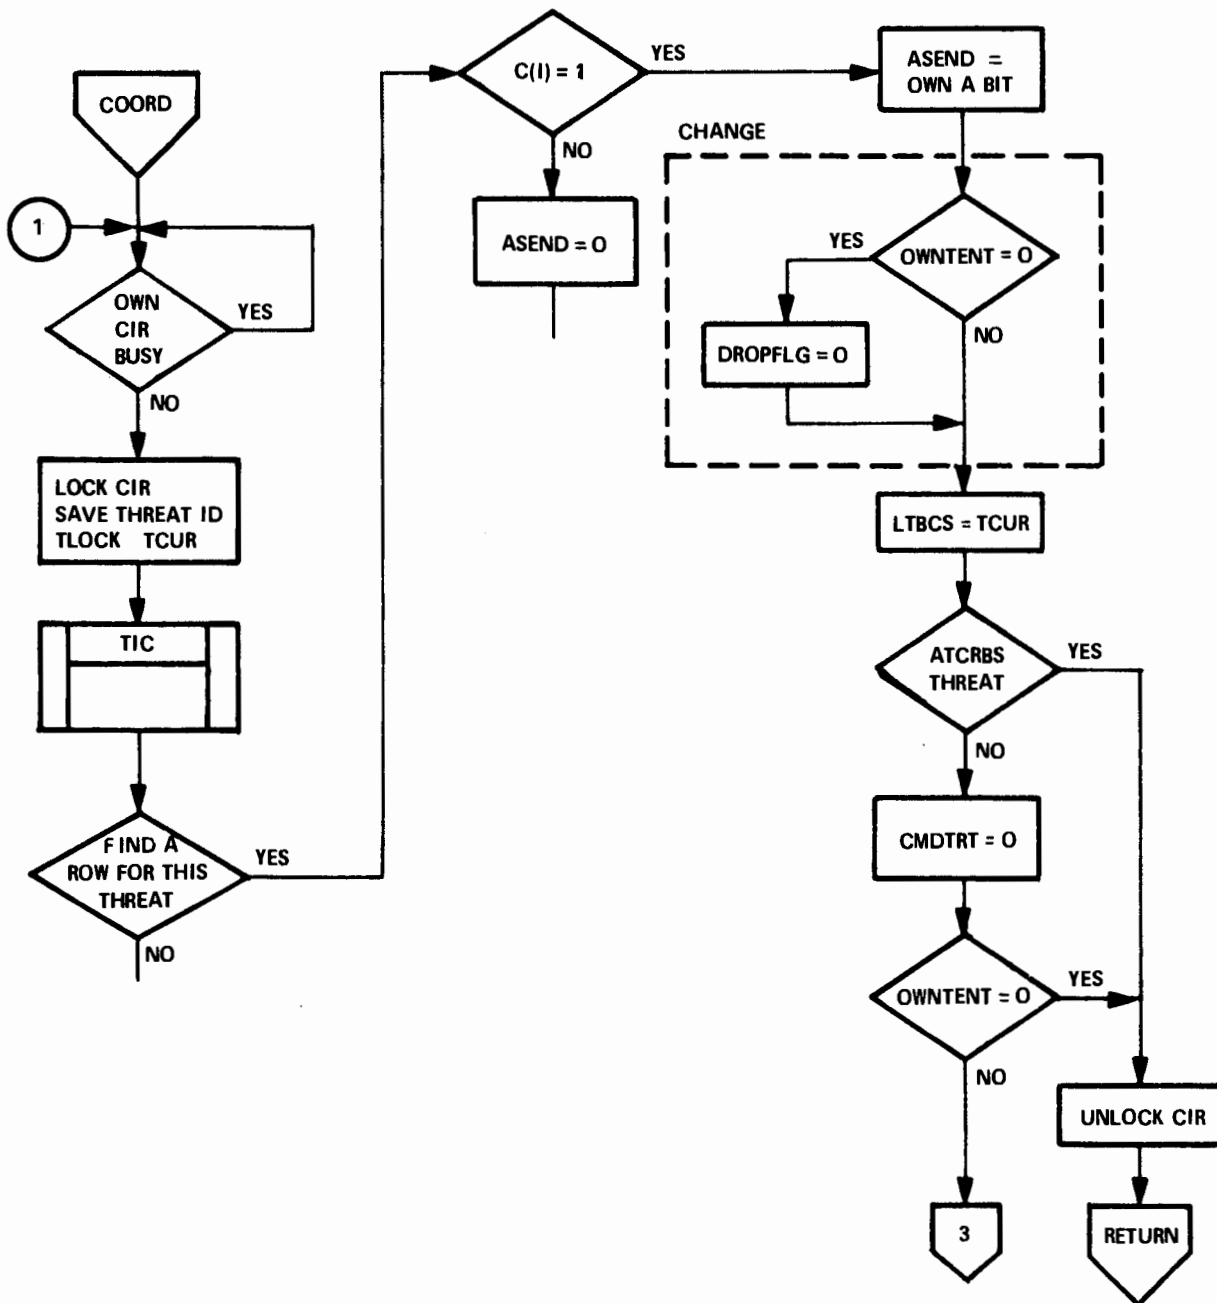 COORD
1
OWN
CIR
BUSY
YES
NO
LOCK CIR
SAVE THREAT ID
TLOCK TCUR
TIC
FIND A
ROW FOR THIS
THREAT
YES
NO
C(I) = 1
YES
NO
ASEND = 0
ASEND =
OWN A BIT
CHANGE
OWNTENT = 0
YES
NO
DROPFLG = 0
LTBCS = TCUR
ATCRBS
THREAT
YES
NO
CMDTRT = 0
OWNTENT = 0
YES
NO
UNLOCK CIR
3
RETURN